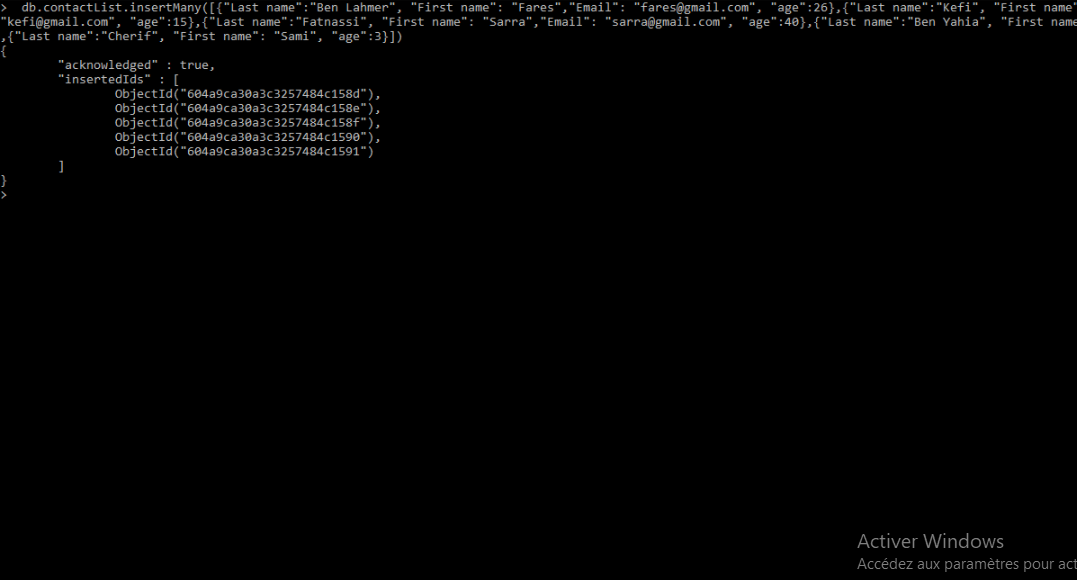 >  db.contactList.insertMany([{"Last name":"Ben Lahmer", "First name": "Fares","Email": "fares@gmail.com", "age":26},{"Last name":"Kefi", "First name"
"kefi@gmail.com", "age":15},{"Last name":"Fatnassi", "First name": "Sarra","Email": "sarra@gmail.com", "age":40},{"Last name":"Ben Yahia", "First name
,{"Last name":"Cherif", "First name": "Sami", "age":3}])
{
"acknowledged" : true,
"insertedIds" : [
ObjectId("604a9ca30a3c3257484c158d"),
ObjectId("604a9ca30a3c3257484c158e"),
ObjectId("604a9ca30a3c3257484c158f"),
ObjectId("604a9ca30a3c3257484c1590"),
ObjectId("604a9ca30a3c3257484c1591")
]
}
>
Activer Windows
Accédez aux paramètres pour act